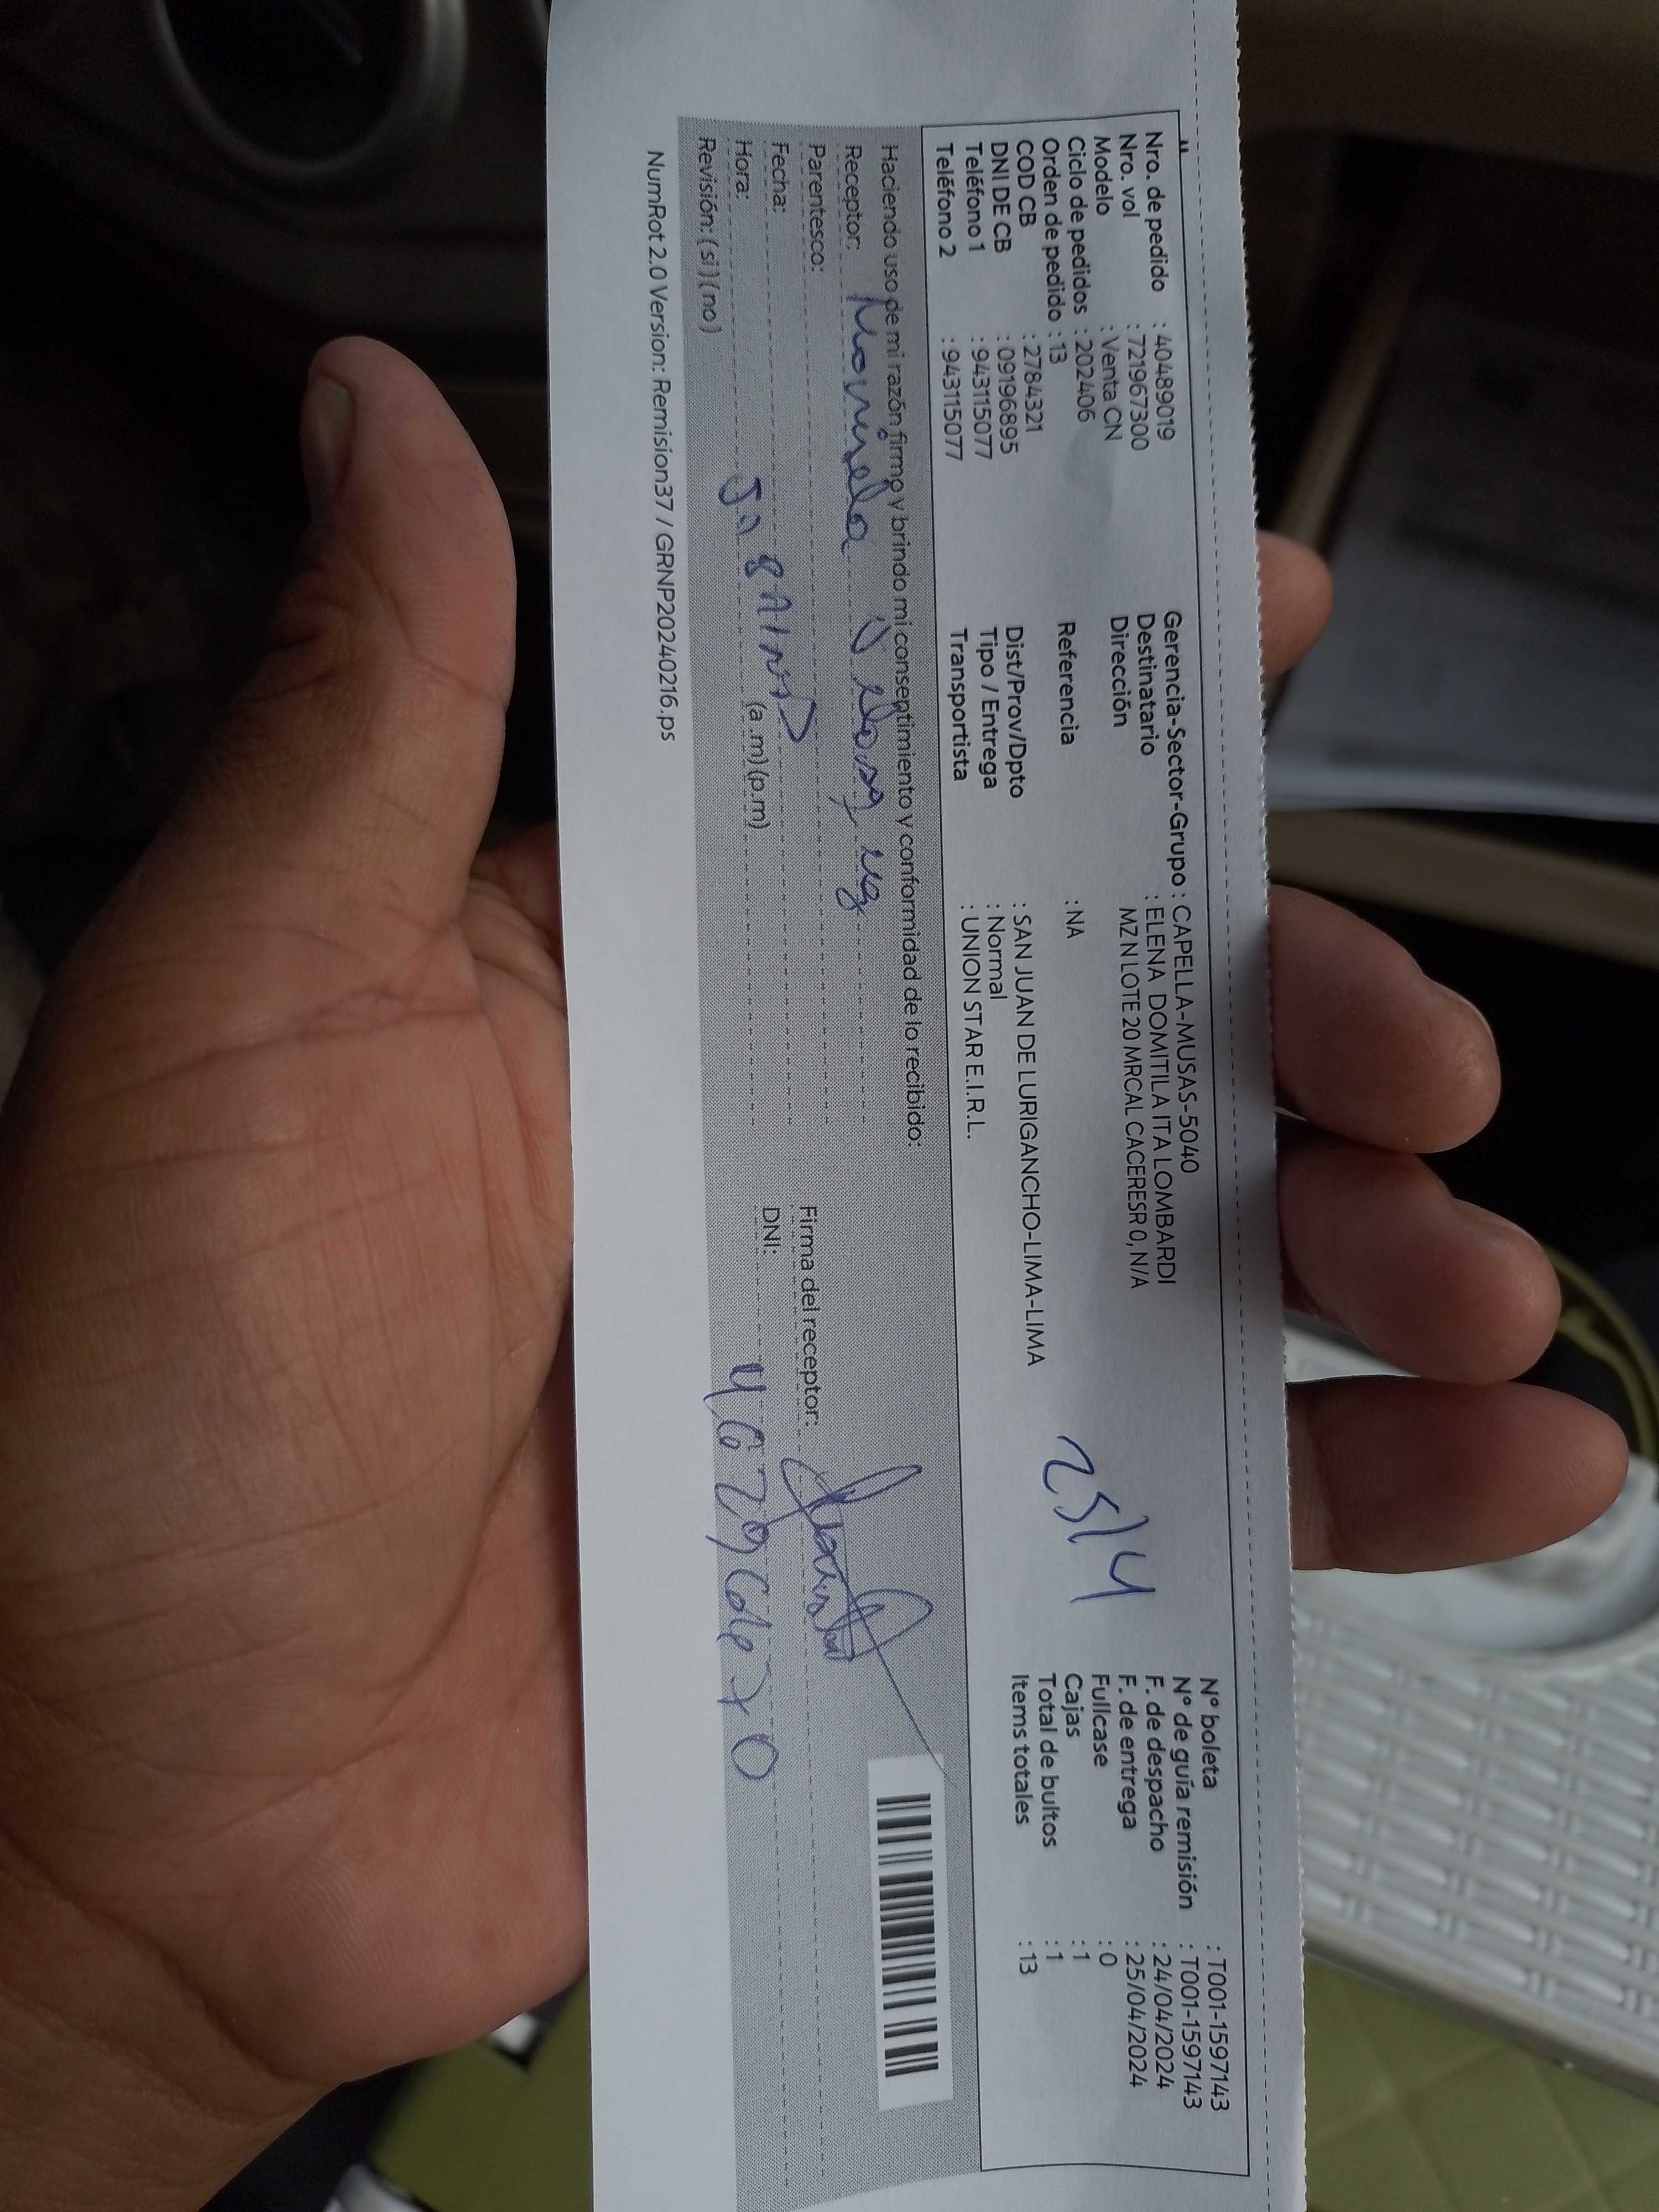 Nro. de pedido : 40489019
Nro. vol : 721967300
Modelo : Venta CN
Ciclo de pedidos : 202406
Orden de pedido : 13
COD CB : 2784321
DNI DE CB : 09196895
Teléfono 1 : 943115077
Teléfono 2 : 943115077
Gerencia-Sector-Grupo : CAPELLA-MUSAS-5040
Destinatario : ELENA DOMITILA ITA LOMBARDI
Dirección MZ N LOTE 20 MRCAL CACERESR 0, N/A
Referencia : NA
Dist/Prov/Dpto : SAN JUAN DE LURIGANCHO-LIMA-LIMA
Tipo / Entrega : Normal
Transportista : UNION STAR E.I.R.L.
25/4
N° boleta : T001-1597143
N° de guía remisión : T001-1597143
F. de despacho : 24/04/2024
F. de entrega : 25/04/2024
Fullcase : 0
Cajas : 1
Total de bultos : 1
Items totales : 13
Haciendo uso de mi razón firmo y brindo mi consentimiento y conformidad de lo recibido:
Receptor:
Parentesco:
Fecha:
Hora: (a.m) (p.m)
Revisión: ( si ) ( no )
Firma del receptor:
DNI:
NumRot 2.0 Version: Remision37 / GRNP20240216.ps